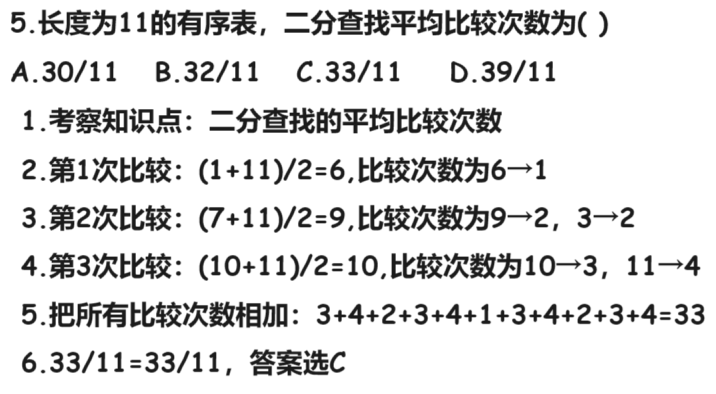 5.长度为11的有序表，二分查找平均比较次数为( )
A.30/11 B.32/11 C.33/11 D.39/11
1.考察知识点：二分查找的平均比较次数
2.第1次比较：(1+11)/2=6,比较次数为6→1
3.第2次比较：(7+11)/2=9,比较次数为9→2，3→2
4.第3次比较：(10+11)/2=10,比较次数为10→3，11→4
5.把所有比较次数相加：3+4+2+3+4+1+3+4+2+3+4=33
6.33/11=33/11，答案选C